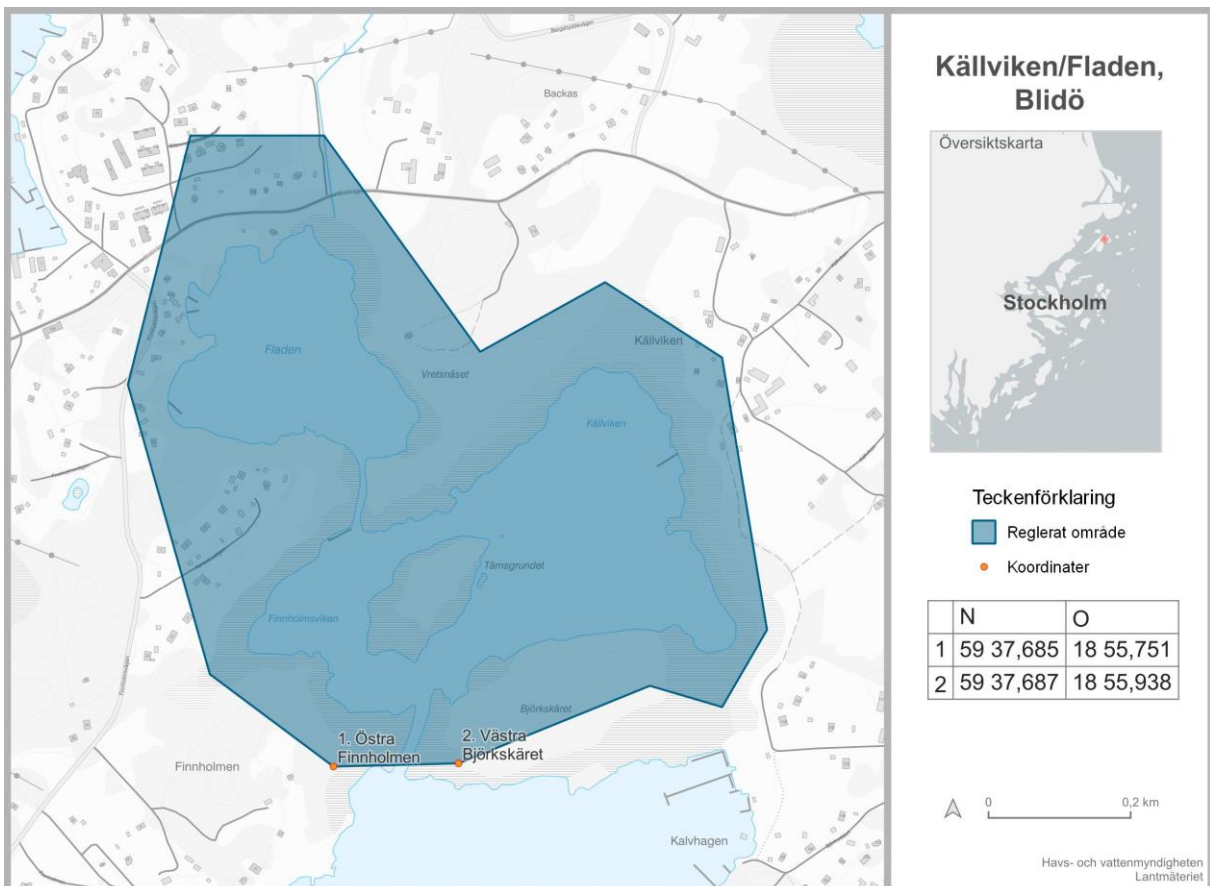 Källviken/Fladen,
Blidö
Översiktskarta
Stockholm
Teckenförklaring
Reglerat område
Koordinater
N O
1 59 37,685 18 55,751
2 59 37,687 18 55,938
0 0,2 km
Havs- och vattenmyndigheten
Lantmäteriet
Backas
Fladen
Vretsnäset
Källviken
Källviken
Tärnsgrundet
Finnholmsviken
Björkskäret
1. Östra
Finnholmen
2. Västra
Björkskäret
Finnholmen
Kalvhagen